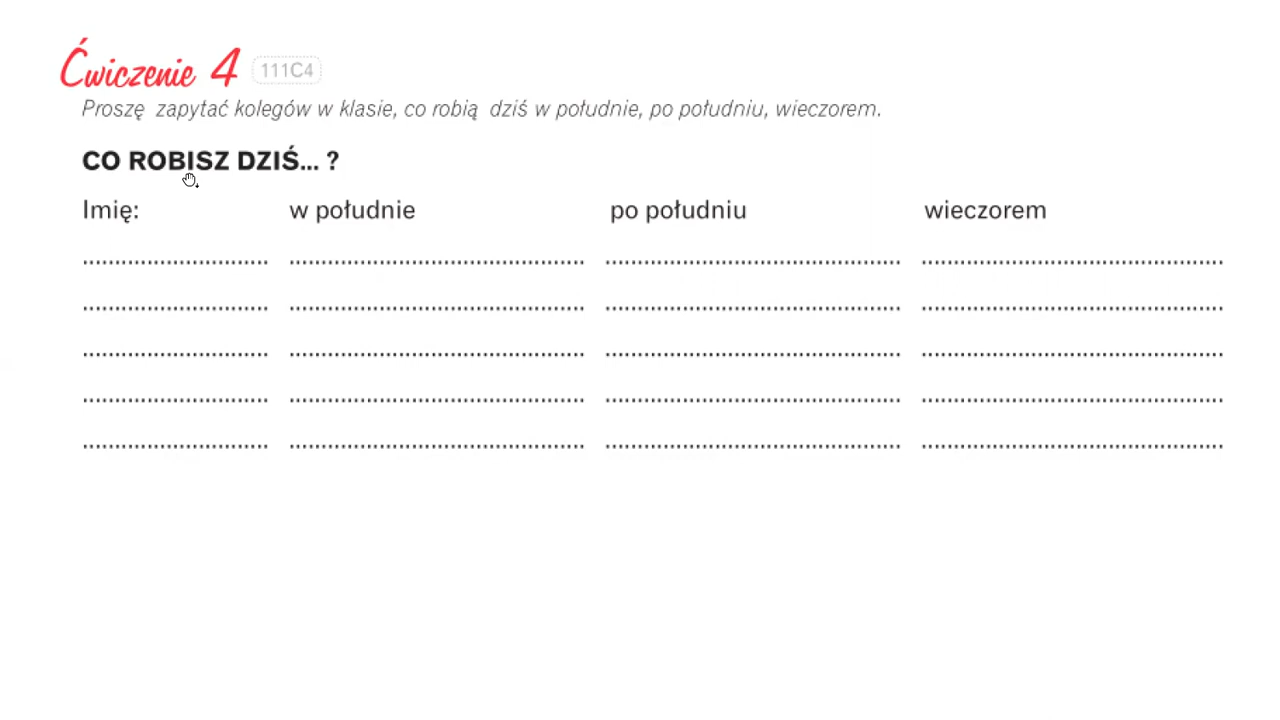 Ćwiczenie 4 111C4
Proszę zapytać kolegów w klasie, co robią dziś w południe, po południu, wieczorem.
CO ROBISZ DZIŚ... ?
Imię: w południe po południu wieczorem